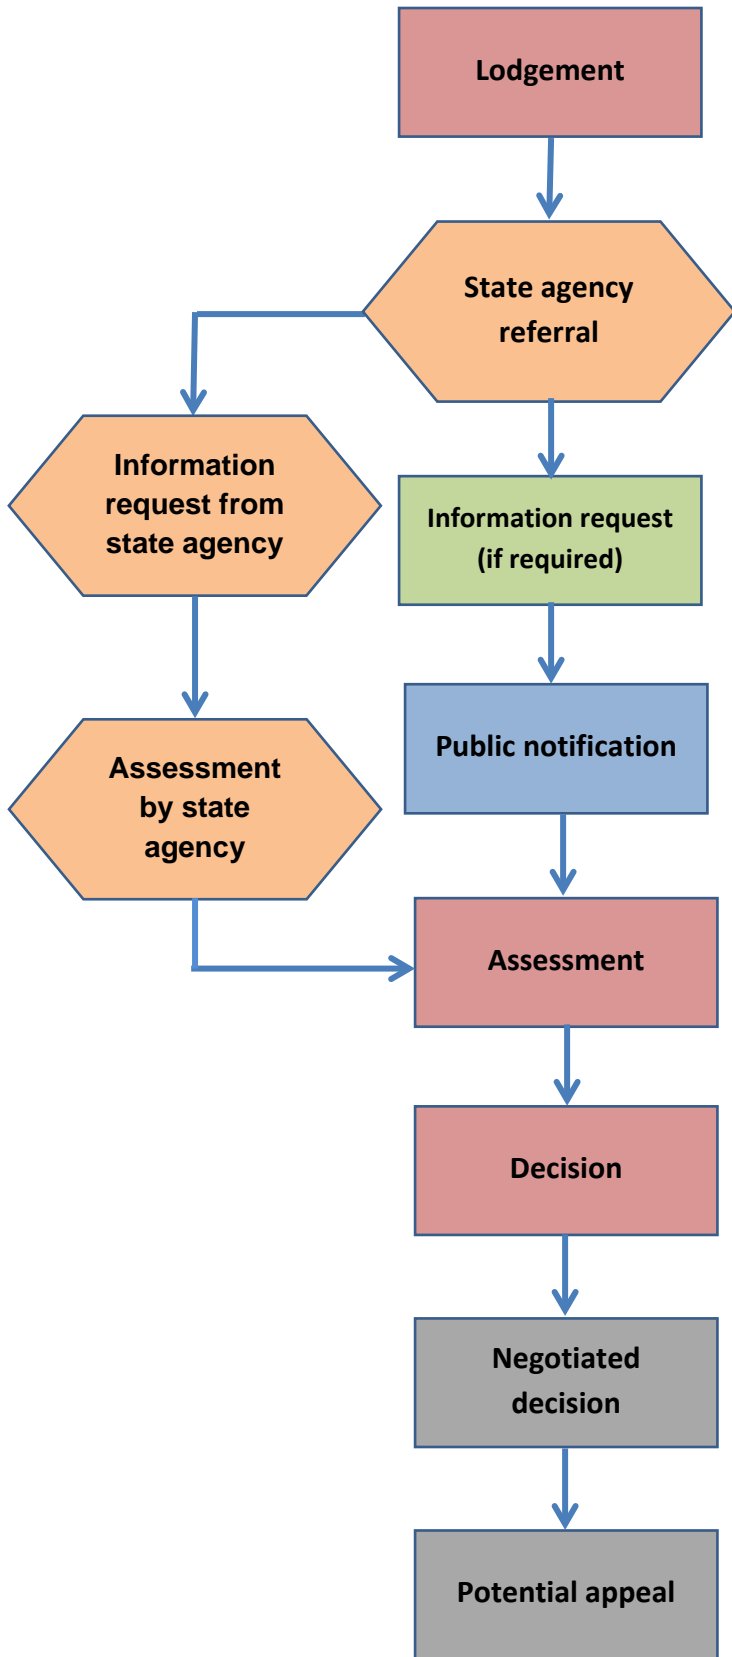 Lodgement
State agency
referral
Information
request from
state agency
Information request
(if required)
Public notification
Assessment
by state
agency
Assessment
Decision
Negotiated
decision
Potential appeal